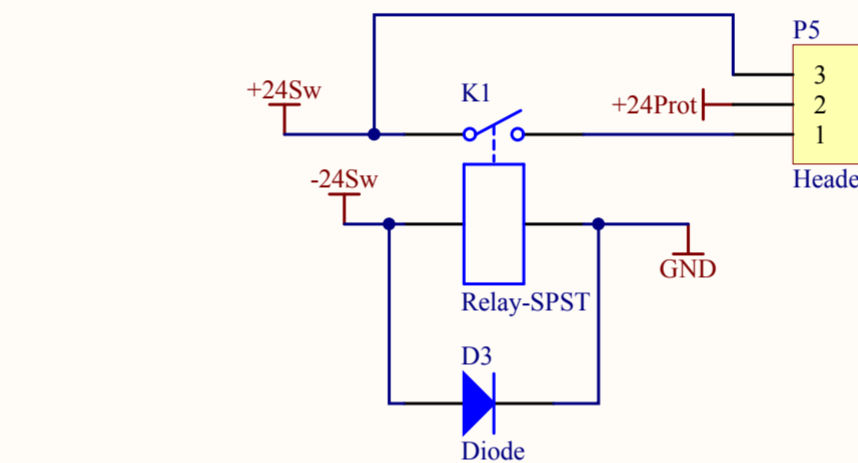 P5
+24Sw
K1
3
+24Prot
2
1
-24Sw
Heade
GND
Relay-SPST
D3
Diode